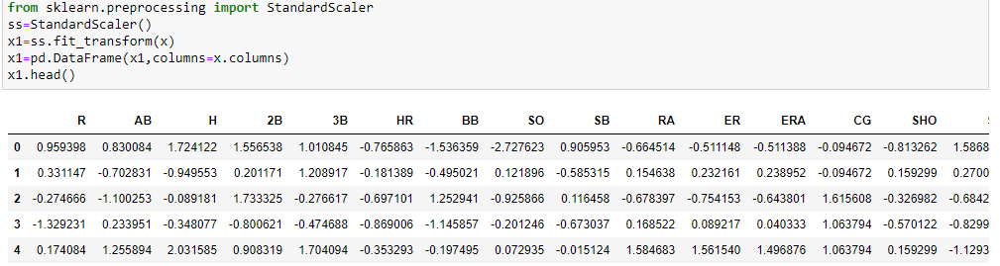 from sklearn.preprocessing import StandardScaler
ss=StandardScaler()
x1=ss.fit_transform(x)
x1=pd.DataFrame(x1,columns=x.columns)
x1.head()
R AB H 2B 3B HR BB SO SB RA ER ERA CG SHO
0 0.959398 0.830084 1.724122 1.556538 1.010845 -0.765863 -1.536359 -2.727623 0.905953 -0.664514 -0.511148 -0.511388 -0.094672 -0.813262 1.5868
1 0.331147 -0.702831 -0.949553 0.201171 1.208917 -0.181389 -0.495021 0.121896 -0.585315 0.154638 0.232161 0.238952 -0.094672 0.159299 0.2700
2 -0.274666 -1.100253 -0.089181 1.733325 -0.276617 -0.697101 1.252941 -0.925866 0.116458 -0.678397 -0.754153 -0.643801 1.615608 -0.326982 -0.6842
3 -1.329231 0.233951 -0.348077 -0.800621 -0.474688 -0.869006 -1.145857 -0.201246 -0.673037 0.168522 0.089217 0.040333 1.063794 -0.570122 -0.8299
4 0.174084 1.255894 2.031585 0.908319 1.704094 -0.353293 -0.197495 0.072935 -0.015124 1.584683 1.561540 1.496876 1.063794 0.159299 -1.1293